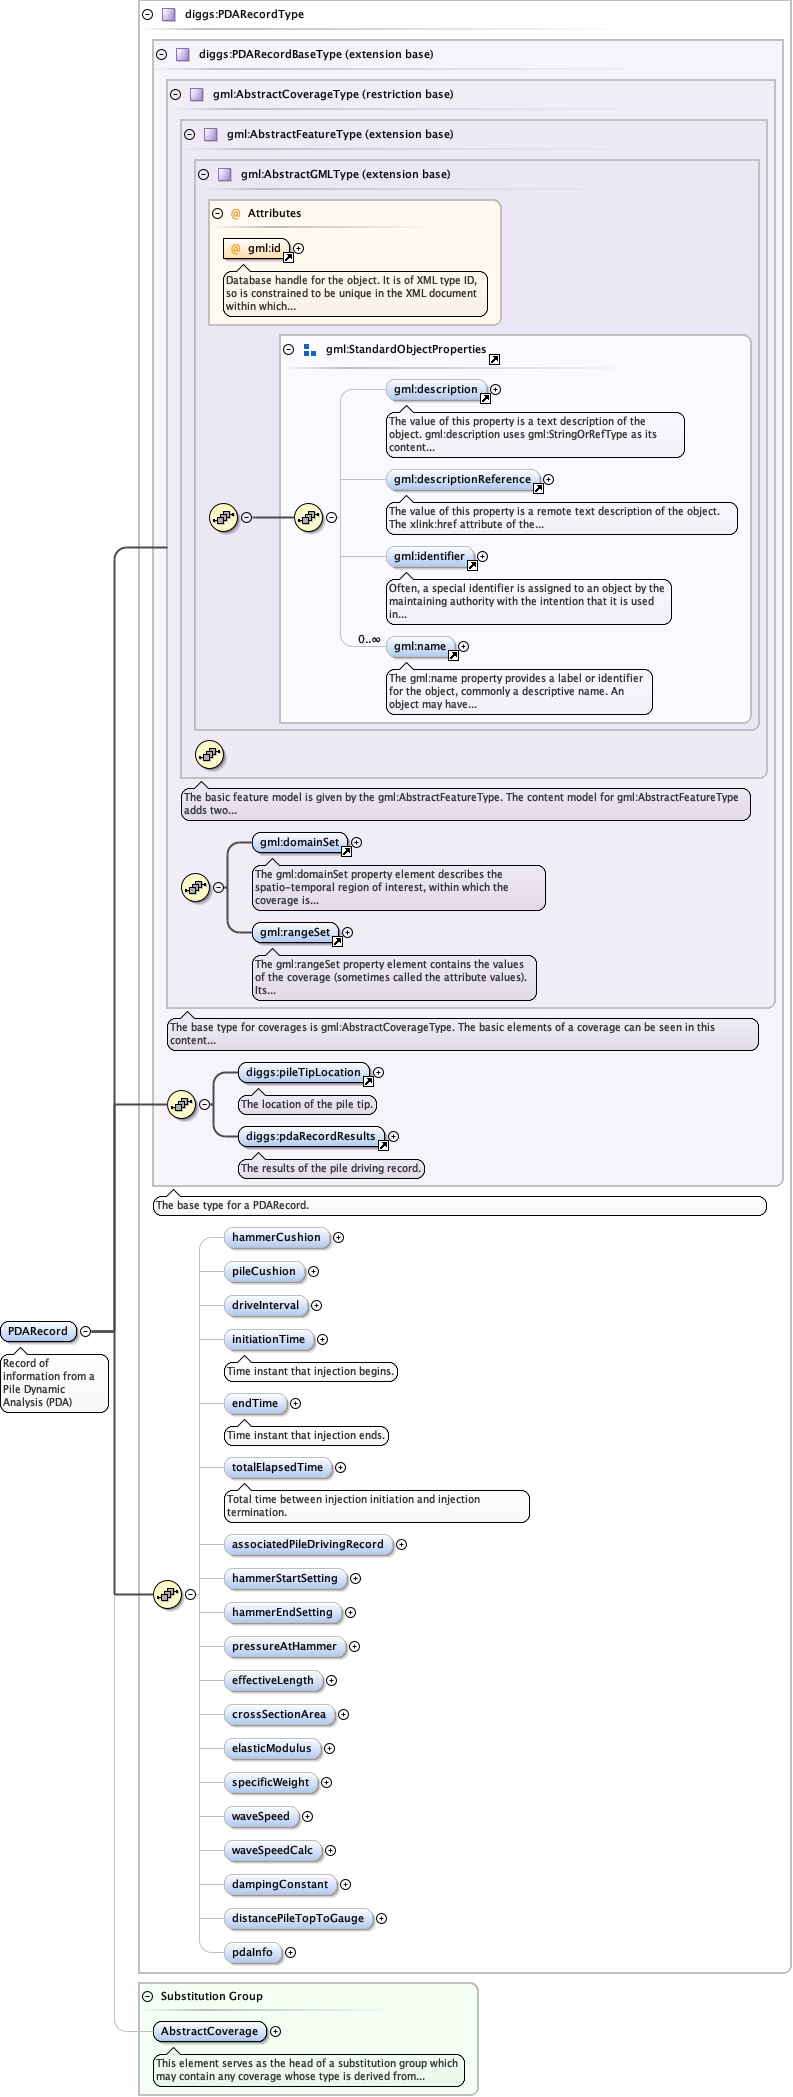 diggs:PDARecordType
diggs:PDARecordBaseType (extension base)
gml:AbstractCoverageType (restriction base)
gml:AbstractFeatureType (extension base)
gml:AbstractGMLType (extension base)
@ Attributes
@ gml:id
Database handle for the object. It is of XML type ID,
so is constrained to be unique in the XML document
within which...
gml:StandardObjectProperties
gml:description
The value of this property is a text description of the
object. gml:description uses gml:StringOrRefType as its
content...
gml:descriptionReference
The value of this property is a remote text description of the object.
The xlink:href attribute of the...
gml:identifier
Often, a special identifier is assigned to an object by the
maintaining authority with the intention that it is used
in...
0..∞
gml:name
The gml:name property provides a label or identifier
for the object, commonly a descriptive name. An
object may have...
The basic feature model is given by the gml:AbstractFeatureType. The content model for gml:AbstractFeatureType
adds two...
gml:domainSet
The gml:domainSet property element describes the
spatio-temporal region of interest, within which the
coverage is...
gml:rangeSet
The gml:rangeSet property element contains the values
of the coverage (sometimes called the attribute values).
Its...
The base type for coverages is gml:AbstractCoverageType. The basic elements of a coverage can be seen in this
content...
diggs:pileTipLocation
The location of the pile tip.
diggs:pdaRecordResults
The results of the pile driving record.
The base type for a PDARecord.
hammerCushion
pileCushion
driveInterval
PDARecord
Record of
information from a
Pile Dynamic
Analysis (PDA)
initiationTime
Time instant that injection begins.
endTime
Time instant that injection ends.
totalElapsedTime
Total time between injection initiation and injection
termination.
associatedPileDrivingRecord
hammerStartSetting
hammerEndSetting
pressureAtHammer
effectiveLength
crossSectionArea
elasticModulus
specificWeight
waveSpeed
waveSpeedCalc
dampingConstant
distancePileTopToGauge
pdaInfo
Substitution Group
AbstractCoverage
This element serves as the head of a substitution group which
may contain any coverage whose type is derived from...